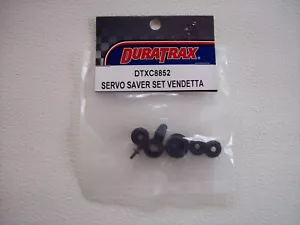 DURATRAX
DTXC8852
SERVO SAVER SET VENDETTA